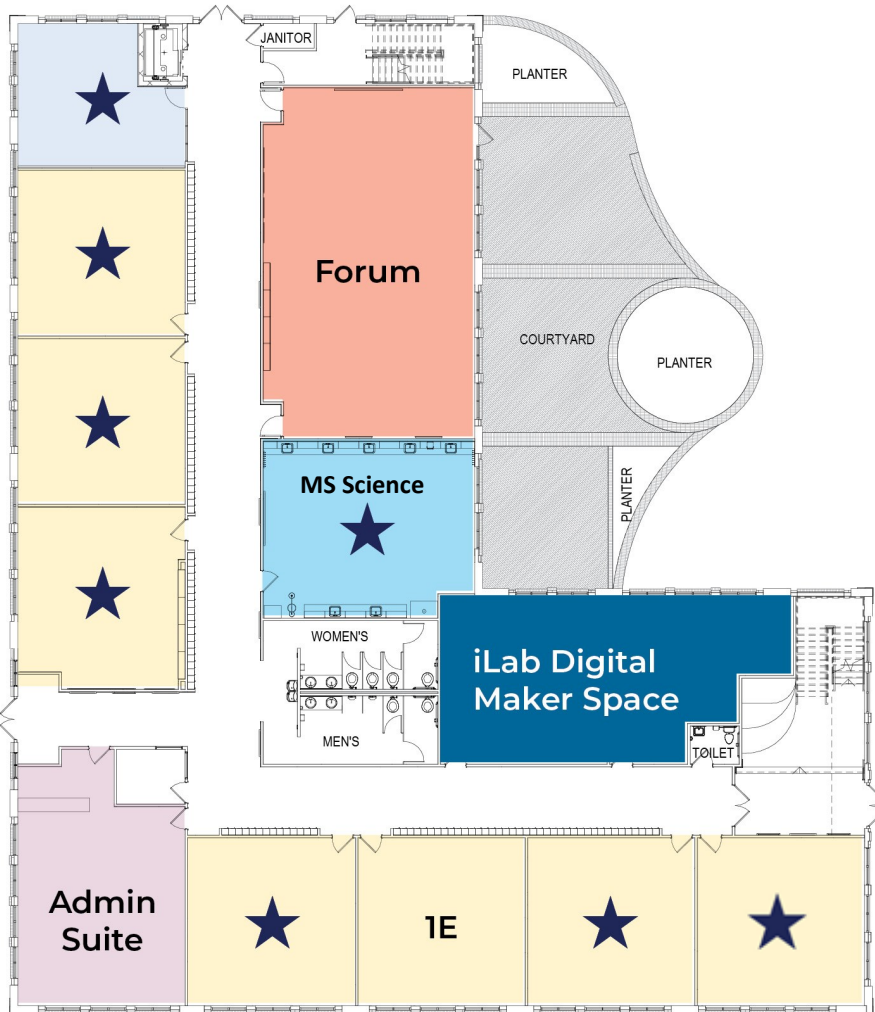 JANITOR
PLANTER
Forum
COURTYARD
PLANTER
MS Science
PLANTER
WOMEN'S
iLab Digital
Maker Space
MEN'S
TOILET
Admin
Suite
1E